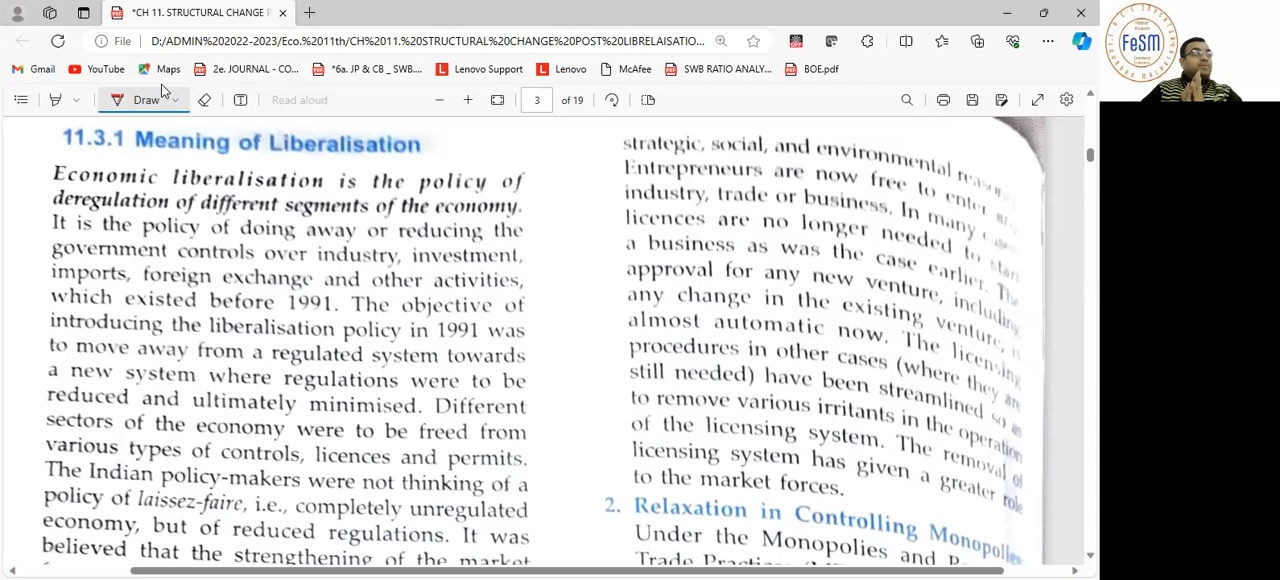 *CH 11. STRUCTURAL CHANGE P
File
D:/ADMIN%202022-2023/Eco.%2011th/CH%2011.%20STRUCTURAL%20CHANGE%20POST%20LIBRELAISATIO...
Gmail
YouTube
Maps
2e. JOURNAL - CO...
*6a. JP & CB _ SWB....
Lenovo Support
Lenovo
McAfee
SWB RATIO ANALY...
BOE.pdf
Draw
Read aloud
3 of 19
FeSM
11.3.1 Meaning of Liberalisation
Economic liberalisation is the policy of
deregulation of different segments of the economy.
It is the policy of doing away or reducing the
government controls over industry, investment,
imports, foreign exchange and other activities,
which existed before 1991. The objective of
introducing the liberalisation policy in 1991 was
to move away from a regulated system towards
a new system where regulations were to be
reduced and ultimately minimised. Different
sectors of the economy were to be freed from
various types of controls, licences and permits.
The Indian policy-makers were not thinking of a
policy of laissez-faire, i.e., completely unregulated
economy, but of reduced regulations. It was
believed that the strengthening of the market
strategic, social, and environmental
Entrepreneurs are now free to enter
industry, trade or business. In many
licences are no longer needed to start
a business as was the case earlier. The
approval for any new venture, including
any change in the existing venture, is
almost automatic now. The licensing
procedures in other cases (where they are
still needed) have been streamlined so as
to remove various irritants in the operation
of the licensing system. The removal of
licensing system has given a greater role
to the market forces.
2. Relaxation in Controlling Monopolies
Under the Monopolies and
Trade Practices